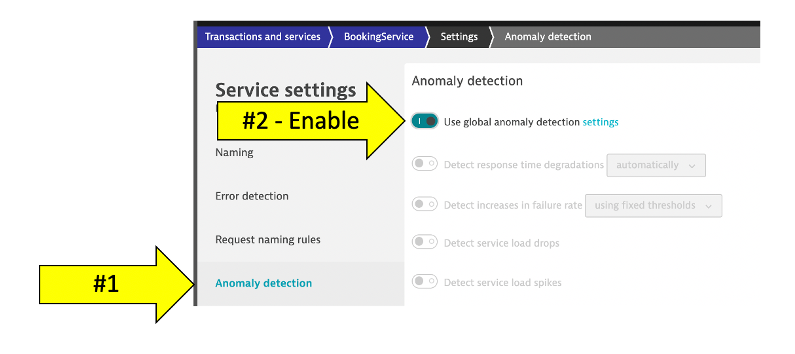 Transactions and services
BookingService
Settings
Anomaly detection
Service settings
Anomaly detection
#2 - Enable
Use global anomaly detection settings
Naming
Detect response time degradations automatically
Error detection
Detect increases in failure rate using fixed thresholds
Request naming rules
Detect service load drops
#1
Anomaly detection
Detect service load spikes